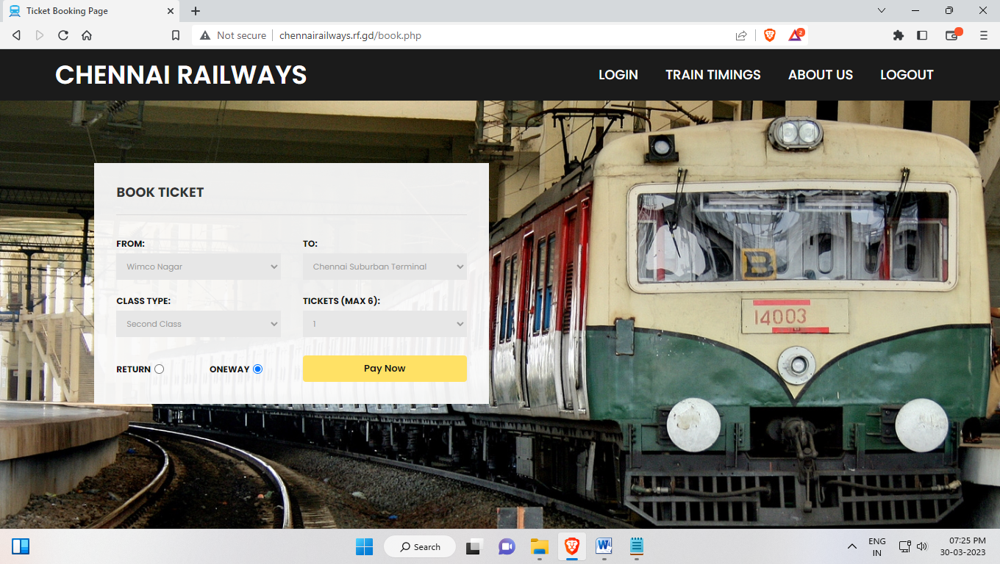 Ticket Booking Page
Not secure
chennairailways.rf.gd/book.php
2
CHENNAI RAILWAYS
LOGIN
TRAIN TIMINGS
ABOUT US
LOGOUT
BOOK TICKET
FROM:
TO:
Wimco Nagar
Chennai Suburban Terminal
CLASS TYPE:
TICKETS (MAX 6):
Second Class
1
RETURN
ONEWAY
Pay Now
B
14003
Search
W
ENG
IN
07:25 PM
30-03-2023